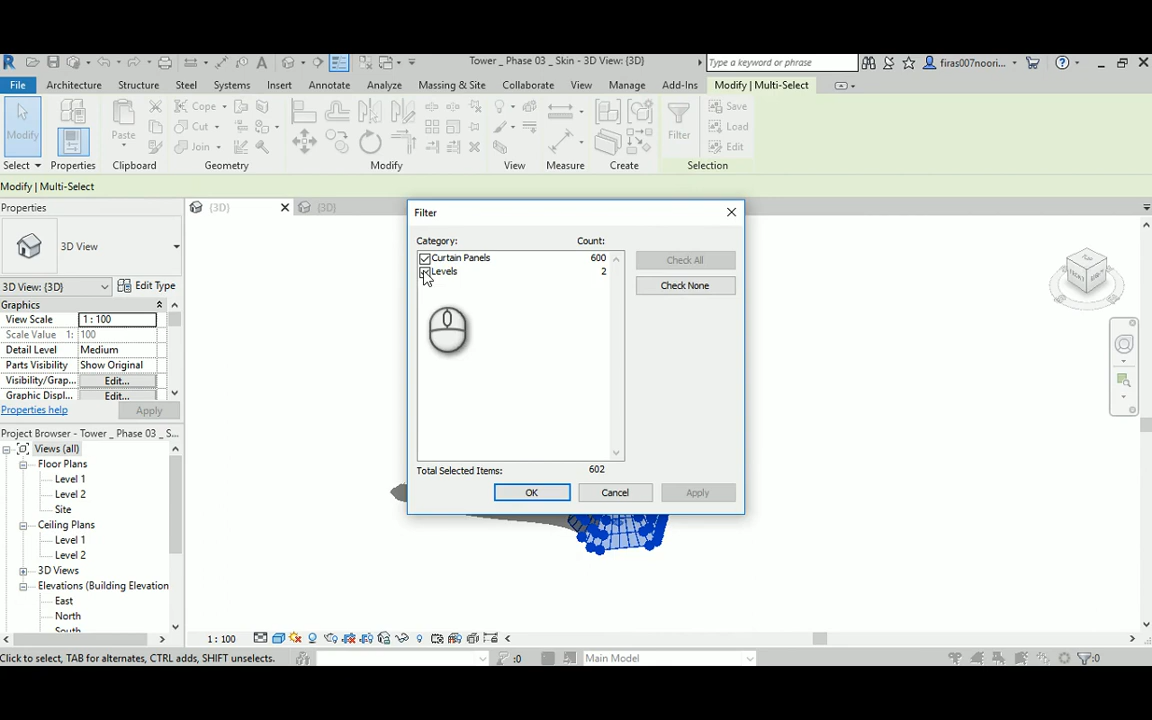 Tower _ Phase 03 _ Skin - 3D View: {3D}
Type a keyword or phrase
firas007noori...
File
Architecture
Structure
Steel
Systems
Insert
Annotate
Analyze
Massing & Site
Collaborate
View
Manage
Add-Ins
Modify | Multi-Select
Modify
Paste
Cope
Cut
Join
Filter
Save
Load
Edit
Select
Properties
Clipboard
Geometry
Modify
View
Measure
Create
Selection
Modify | Multi-Select
Properties
{3D}
{3D}
3D View
3D View: {3D}
Edit Type
Graphics
View Scale
1 : 100
Scale Value 1:
100
Detail Level
Medium
Parts Visibility
Show Original
Visibility/Grap...
Edit...
Graphic Displ...
Edit...
Properties help
Apply
Project Browser - Tower _ Phase 03 _ S...
Views (all)
Floor Plans
Level 1
Level 2
Site
Ceiling Plans
Level 1
Level 2
3D Views
Elevations (Building Elevation
East
North
South
Filter
Category:
Count:
Curtain Panels
600
Levels
2
Check All
Check None
Total Selected Items:
602
OK
Cancel
Apply
FRONT
1 : 100
Click to select, TAB for alternates, CTRL adds, SHIFT unselects.
:0
Main Model
:0